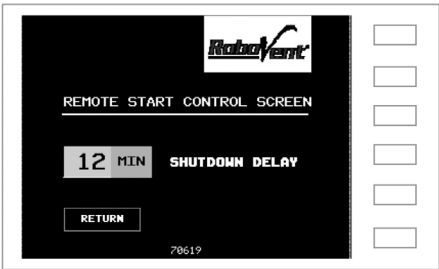 RoboVent
REMOTE START CONTROL SCREEN
12 MIN SHUTDOWN DELAY
RETURN
70619